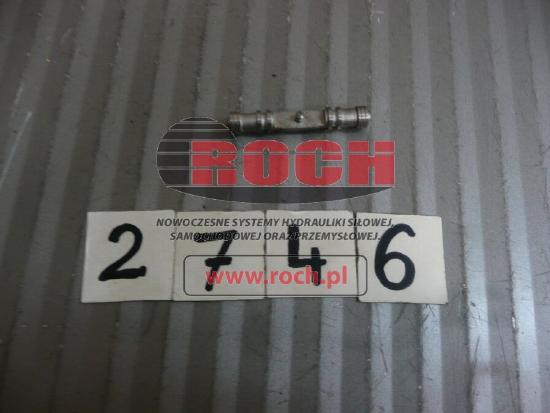 ROCH
NOWOCZESNE SYSTEMY HYDRAULIKI SIŁOWEJ,
SAMOCHODOWEJ ORAZ PRZEMYSŁOWEJ.
2 7 4 6
www.roch.pl